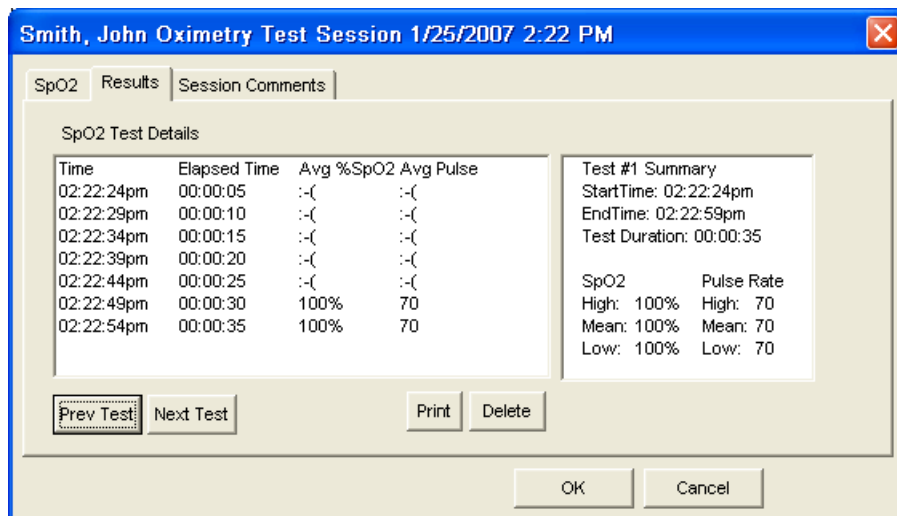 Smith, John Oximetry Test Session 1/25/2007 2:22 PM
SpO2 Results Session Comments
SpO2 Test Details
Time Elapsed Time Avg %SpO2 Avg Pulse
02:22:24pm 00:00:05 :-( :-(
02:22:29pm 00:00:10 :-( :-(
02:22:34pm 00:00:15 :-( :-(
02:22:39pm 00:00:20 :-( :-(
02:22:44pm 00:00:25 :-( :-(
02:22:49pm 00:00:30 100% 70
02:22:54pm 00:00:35 100% 70
Test #1 Summary
StartTime: 02:22:24pm
EndTime: 02:22:59pm
Test Duration: 00:00:35
SpO2 Pulse Rate
High: 100% High: 70
Mean: 100% Mean: 70
Low: 100% Low: 70
Prev Test Next Test Print Delete
OK Cancel